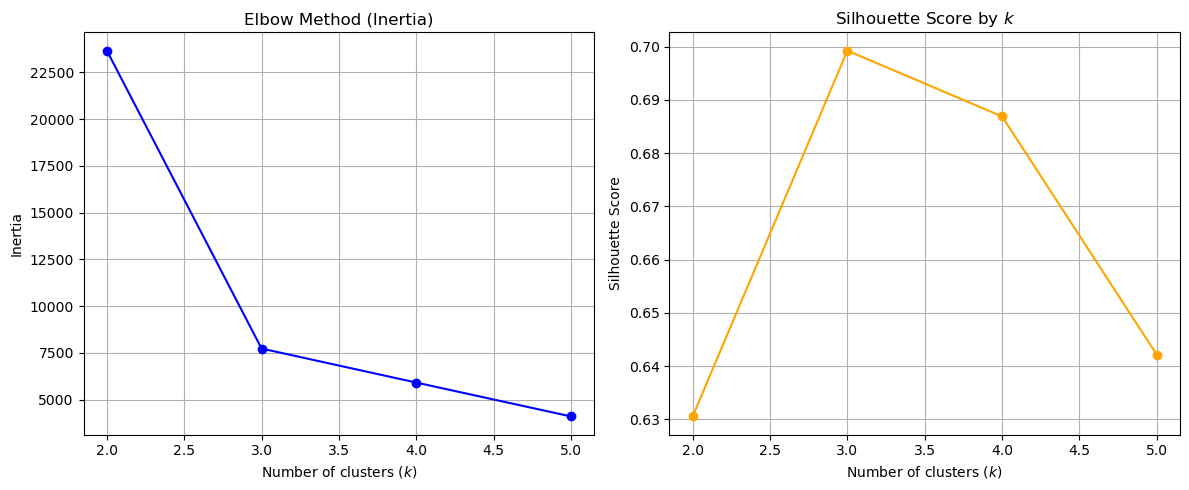 Elbow Method (Inertia)
Inertia
22500
20000
17500
15000
12500
10000
7500
5000
2.0 2.5 3.0 3.5 4.0 4.5 5.0
Number of clusters (k)
Silhouette Score by k
Silhouette Score
0.70
0.69
0.68
0.67
0.66
0.65
0.64
0.63
2.0 2.5 3.0 3.5 4.0 4.5 5.0
Number of clusters (k)